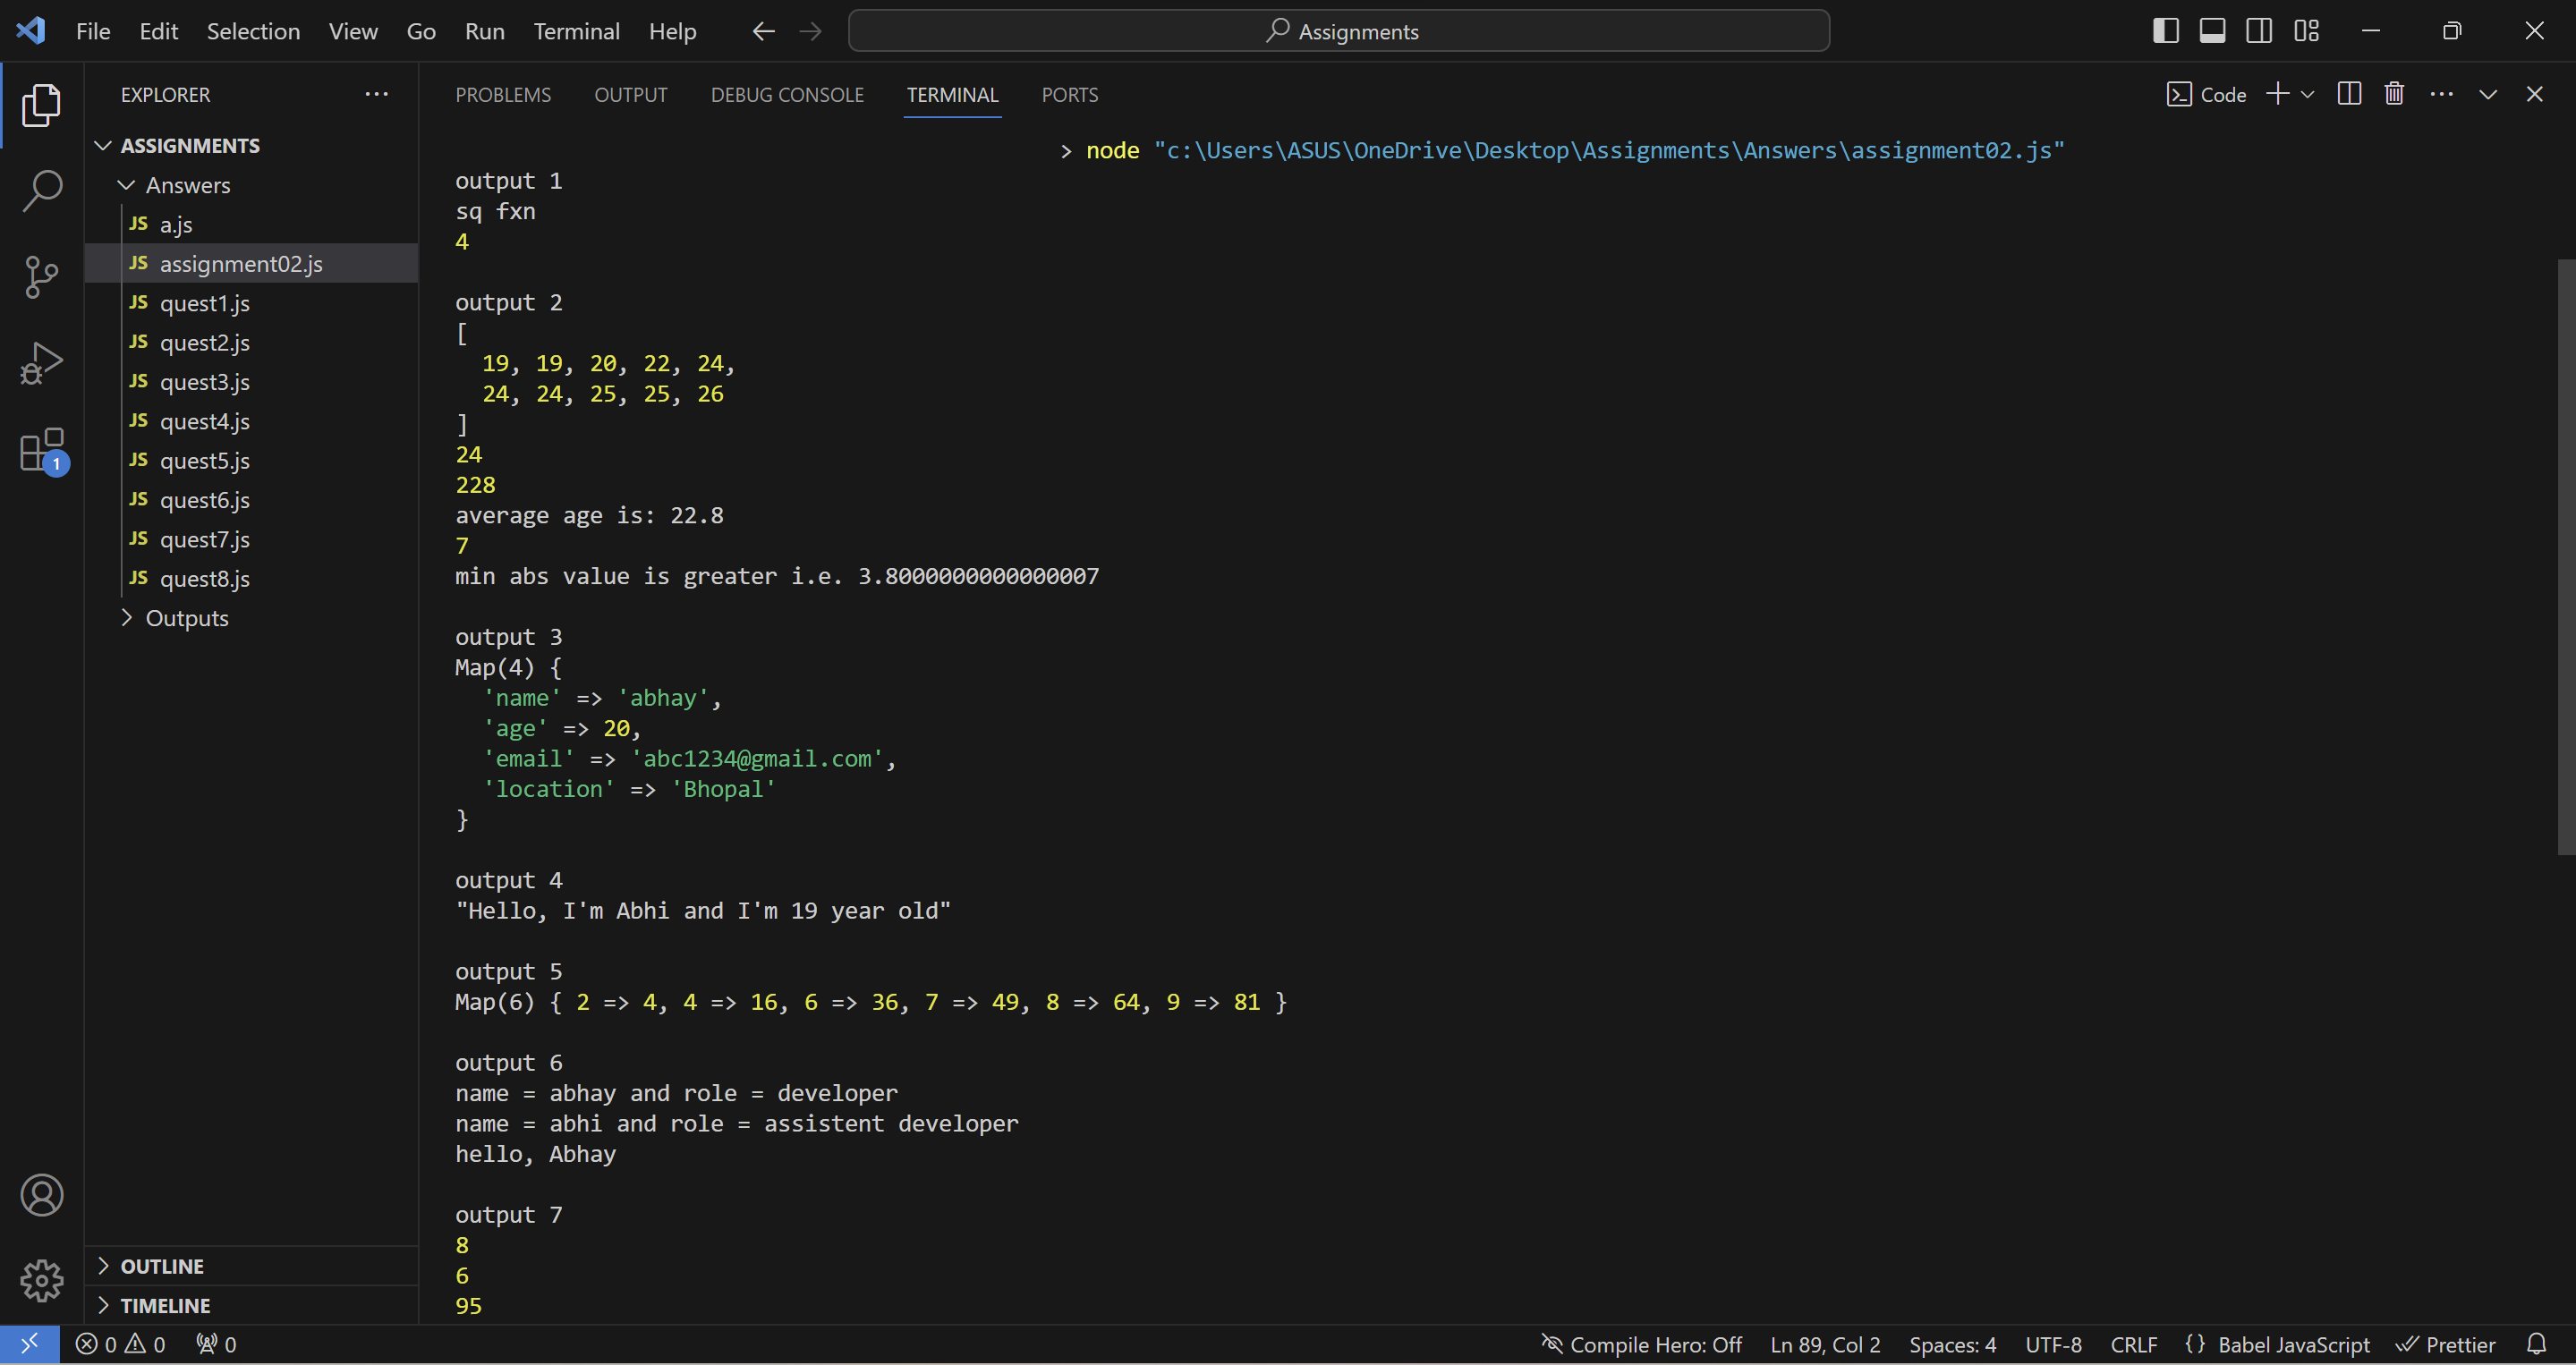 File Edit Selection View Go Run Terminal Help Assignments
EXPLORER
ASSIGNMENTS
Answers
JS a.js
JS assignment02.js
JS quest1.js
JS quest2.js
JS quest3.js
JS quest4.js
JS quest5.js
JS quest6.js
JS quest7.js
JS quest8.js
Outputs
1
OUTLINE
TIMELINE
PROBLEMS OUTPUT DEBUG CONSOLE TERMINAL PORTS Code
> node "c:\Users\ASUS\OneDrive\Desktop\Assignments\Answers\assignment02.js"
output 1
sq fxn
4
output 2
[
19, 19, 20, 22, 24,
24, 24, 25, 25, 26
]
24
228
average age is: 22.8
7
min abs value is greater i.e. 3.8000000000000007
output 3
Map(4) {
'name' => 'abhay',
'age' => 20,
'email' => 'abc1234@gmail.com',
'location' => 'Bhopal'
}
output 4
"Hello, I'm Abhi and I'm 19 year old"
output 5
Map(6) { 2 => 4, 4 => 16, 6 => 36, 7 => 49, 8 => 64, 9 => 81 }
output 6
name = abhay and role = developer
name = abhi and role = assistent developer
hello, Abhay
output 7
8
6
95
0 0 0 Compile Hero: Off Ln 89, Col 2 Spaces: 4 UTF-8 CRLF {} Babel JavaScript Prettier